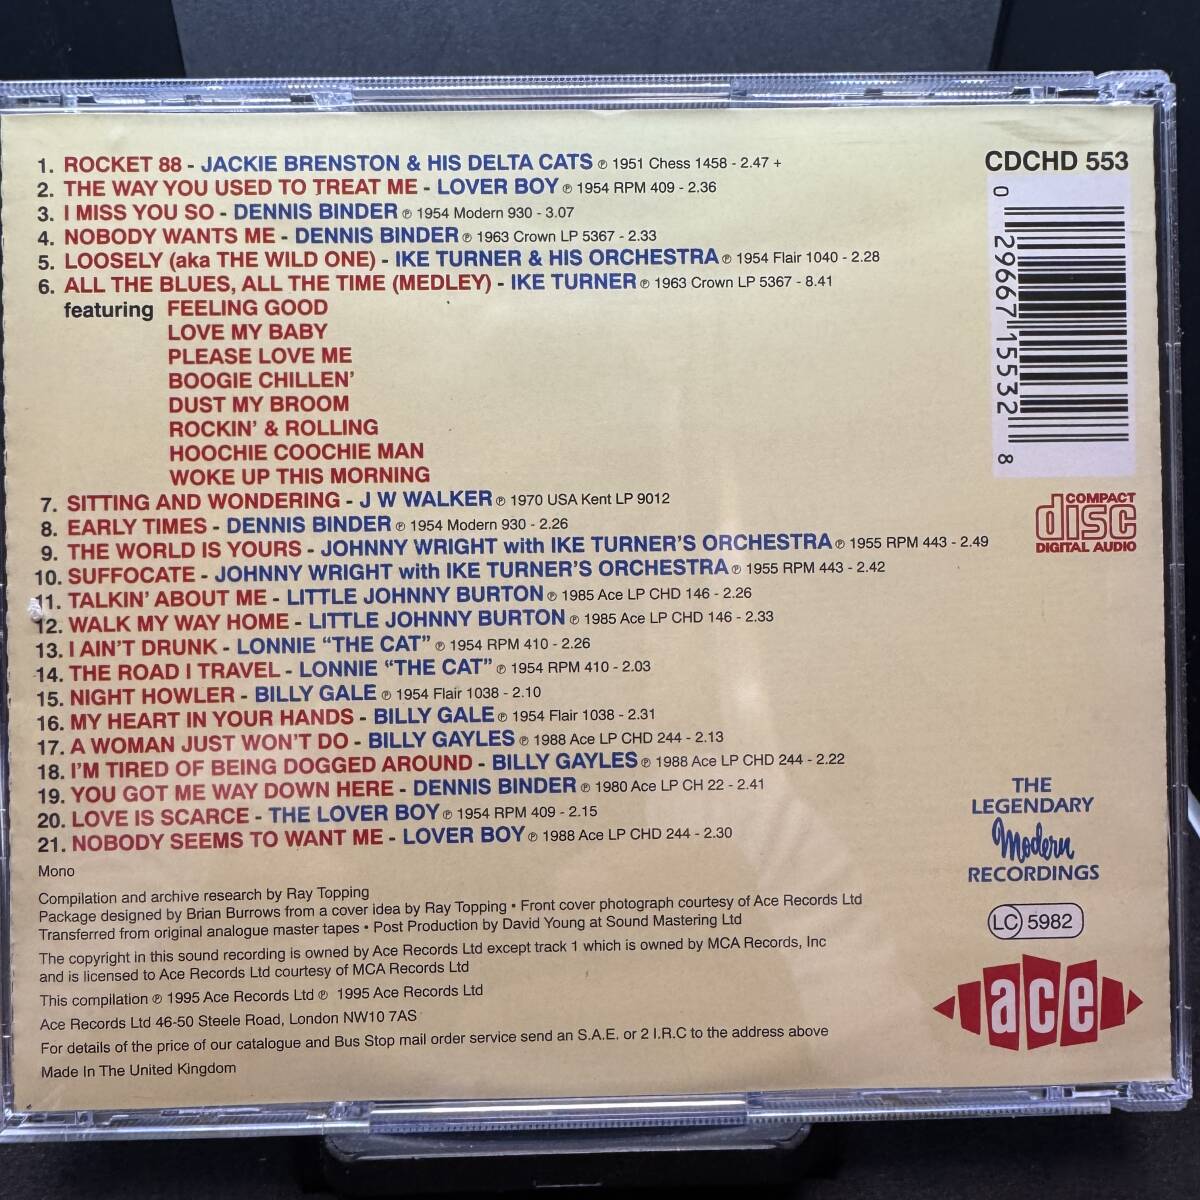 1. ROCKET 88 - JACKIE BRENSTON & HIS DELTA CATS ℗ 1951 Chess 1458 - 2.47 +
2. THE WAY YOU USED TO TREAT ME - LOVER BOY ℗ 1954 RPM 409 - 2.36
3. I MISS YOU SO - DENNIS BINDER ℗ 1954 Modern 930 - 3.07
4. NOBODY WANTS ME - DENNIS BINDER ℗ 1963 Crown LP 5367 - 2.33
5. LOOSELY (aka THE WILD ONE) - IKE TURNER & HIS ORCHESTRA ℗ 1954 Flair 1040 - 2.28
6. ALL THE BLUES, ALL THE TIME (MEDLEY) - IKE TURNER ℗ 1963 Crown LP 5367 - 8.41
featuring FEELING GOOD
LOVE MY BABY
PLEASE LOVE ME
BOOGIE CHILLEN'
DUST MY BROOM
ROCKIN' & ROLLING
HOOCHIE COOCHIE MAN
WOKE UP THIS MORNING
7. SITTING AND WONDERING - J W WALKER ℗ 1970 USA Kent LP 9012
8. EARLY TIMES - DENNIS BINDER ℗ 1954 Modern 930 - 2.26
9. THE WORLD IS YOURS - JOHNNY WRIGHT with IKE TURNER'S ORCHESTRA ℗ 1955 RPM 443 - 2.49
10. SUFFOCATE - JOHNNY WRIGHT with IKE TURNER'S ORCHESTRA ℗ 1955 RPM 443 - 2.42
11. TALKIN' ABOUT ME - LITTLE JOHNNY BURTON ℗ 1985 Ace LP CHD 146 - 2.26
12. WALK MY WAY HOME - LITTLE JOHNNY BURTON ℗ 1985 Ace LP CHD 146 - 2.33
13. I AIN'T DRUNK - LONNIE "THE CAT" ℗ 1954 RPM 410 - 2.26
14. THE ROAD I TRAVEL - LONNIE "THE CAT" ℗ 1954 RPM 410 - 2.03
15. NIGHT HOWLER - BILLY GALE ℗ 1954 Flair 1038 - 2.10
16. MY HEART IN YOUR HANDS - BILLY GALE ℗ 1954 Flair 1038 - 2.31
17. A WOMAN JUST WON'T DO - BILLY GAYLES ℗ 1988 Ace LP CHD 244 - 2.13
18. I'M TIRED OF BEING DOGGED AROUND - BILLY GAYLES ℗ 1988 Ace LP CHD 244 - 2.22
19. YOU GOT ME WAY DOWN HERE - DENNIS BINDER ℗ 1980 Ace LP CH 22 - 2.41
20. LOVE IS SCARCE - THE LOVER BOY ℗ 1954 RPM 409 - 2.15
21. NOBODY SEEMS TO WANT ME - LOVER BOY ℗ 1988 Ace LP CHD 244 - 2.30
Mono
Compilation and archive research by Ray Topping
Package designed by Brian Burrows from a cover idea by Ray Topping • Front cover photograph courtesy of Ace Records Ltd
Transferred from original analogue master tapes • Post Production by David Young at Sound Mastering Ltd
The copyright in this sound recording is owned by Ace Records Ltd except track 1 which is owned by MCA Records, Inc
and is licensed to Ace Records Ltd courtesy of MCA Records Ltd
This compilation ℗ 1995 Ace Records Ltd ℗ 1995 Ace Records Ltd
Ace Records Ltd 46-50 Steele Road, London NW10 7AS
For details of the price of our catalogue and Bus Stop mail order service send an S.A.E. or 2 I.R.C to the address above
Made In The United Kingdom
CDCHD 553
0 29667 15532 8
COMPACT
disc
DIGITAL AUDIO
THE
LEGENDARY
Modern
RECORDINGS
LC 5982
ace